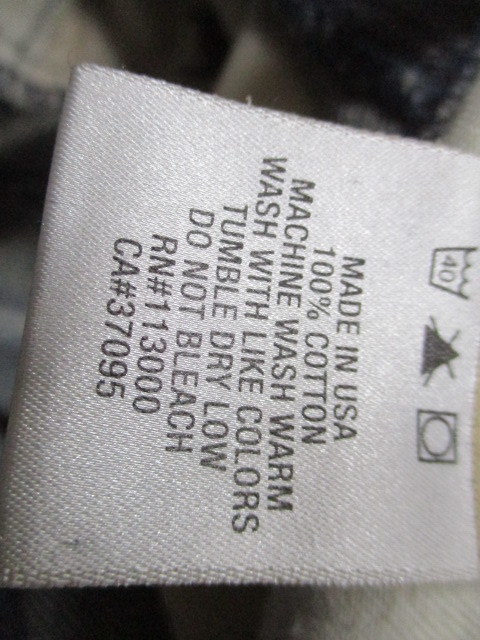 40
MADE IN USA
100% COTTON
MACHINE WASH WARM
WASH WITH LIKE COLORS
TUMBLE DRY LOW
DO NOT BLEACH
RN#113000
CA#37095